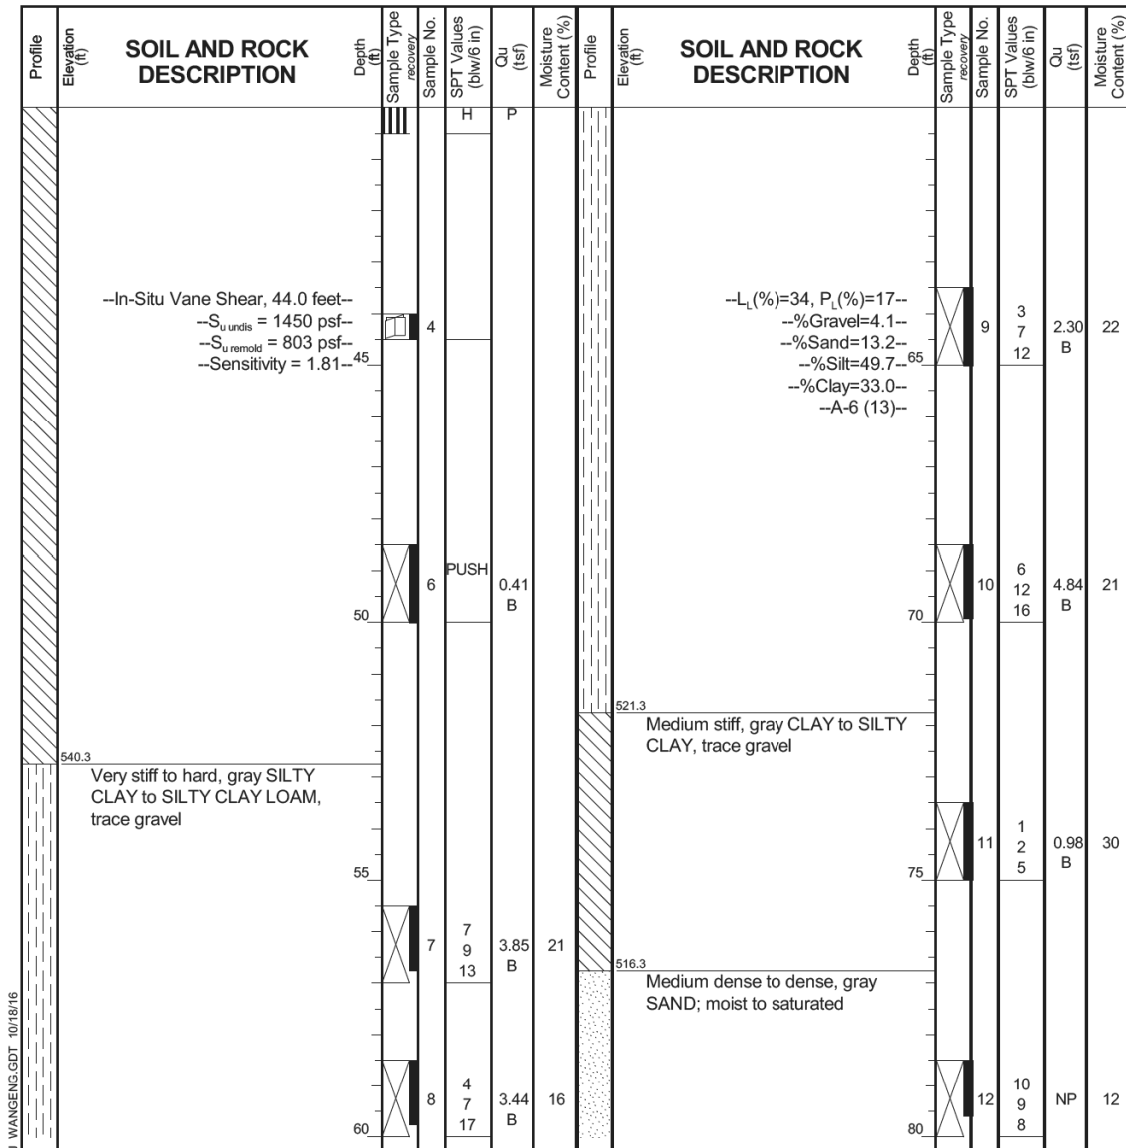 Profile
Elevation
(ft)
SOIL AND ROCK
DESCRIPTION
Depth
(ft)
Sample Type
recovery
Sample No.
SPT Values
(blw/6 in)
Qu
(tsf)
Moisture
Content (%)
H
P
--In-Situ Vane Shear, 44.0 feet--
--Su undis = 1450 psf--
--Su remold = 803 psf--
--Sensitivity = 1.81--
45
4
6
PUSH
0.41
B
50
540.3
Very stiff to hard, gray SILTY
CLAY to SILTY CLAY LOAM,
trace gravel
55
7
7
9
13
3.85
B
21
8
4
7
17
3.44
B
16
60
WANGENG.GDT 10/18/16
Profile
Elevation
(ft)
SOIL AND ROCK
DESCRIPTION
Depth
(ft)
Sample Type
recovery
Sample No.
SPT Values
(blw/6 in)
Qu
(tsf)
Moisture
Content (%)
--LL(%)=34, PL(%)=17--
--%Gravel=4.1--
--%Sand=13.2--
--%Silt=49.7--
--%Clay=33.0--
--A-6 (13)--
65
9
3
7
12
2.30
B
22
10
6
12
16
4.84
B
21
70
521.3
Medium stiff, gray CLAY to SILTY
CLAY, trace gravel
11
1
2
5
0.98
B
30
75
516.3
Medium dense to dense, gray
SAND; moist to saturated
12
10
9
8
NP
12
80